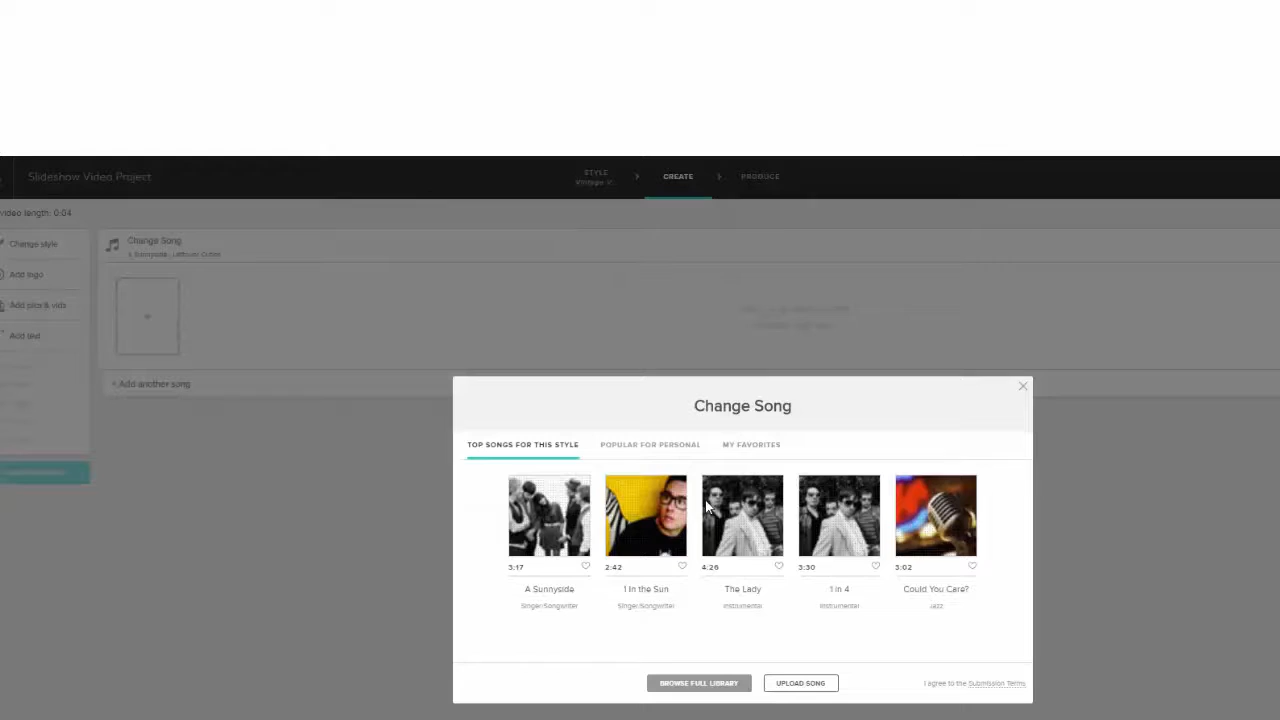 Slideshow Video Project
STYLE
Vintage V
CREATE
PRODUCE
video length: 0:04
Change style
Change Song
Add logo
Add pics & vids
Add text
+ Add another song
Change Song
TOP SONGS FOR THIS STYLE
POPULAR FOR PERSONAL
MY FAVORITES
3:17
2:42
4:26
3:30
3:02
A Sunnyside
1 In the Sun
The Lady
1 in 4
Could You Care?
Singer/Songwriter
Singer/Songwriter
Instrumental
Instrumental
Jazz
BROWSE FULL LIBRARY
UPLOAD SONG
I agree to the Submission Terms